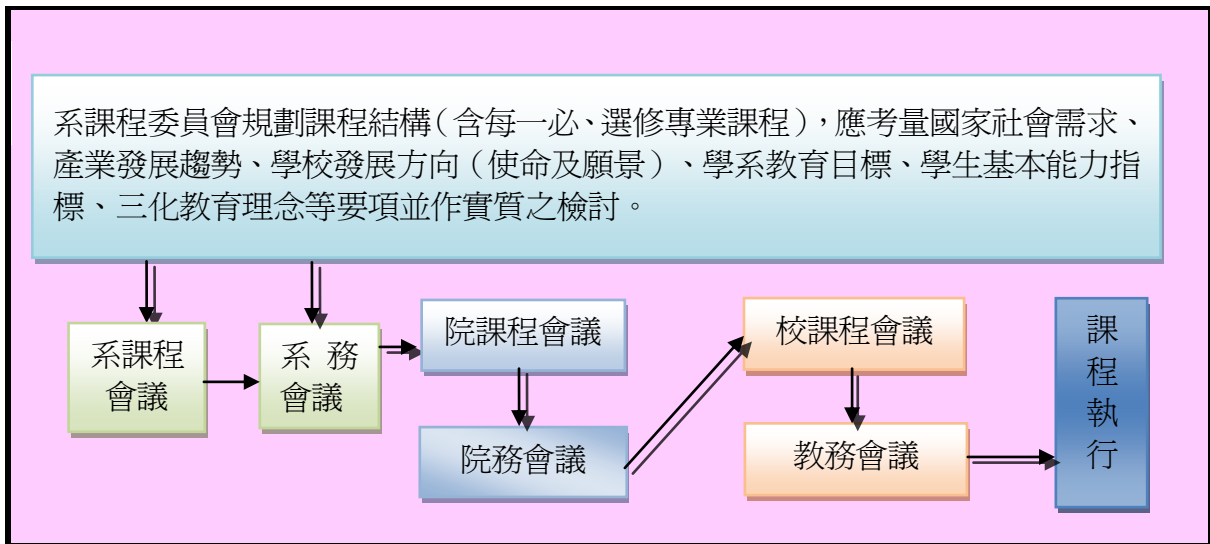 系課程委員會規劃課程結構(含每一必、選修專業課程),應考量國家社會需求、
產業發展趨勢、學校發展方向(使命及願景)、學系教育目標、學生基本能力指
標、三化教育理念等要項並作實質之檢討。
系課程
會議
系 務
會議
院課程會議
院務會議
校課程會議
教務會議
課
程
執
行